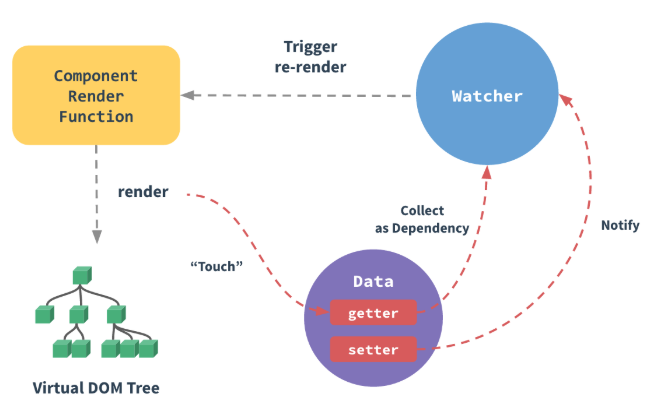 Trigger
re-render
Component
Render
Function
Watcher
render
Collect
as Dependency
Notify
“Touch”
Data
getter
setter
Virtual DOM Tree